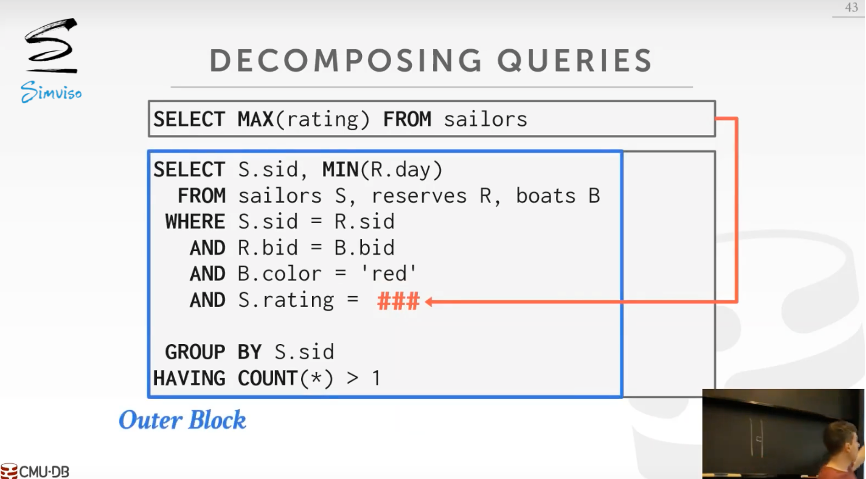 43
Simviso
DECOMPOSING QUERIES
SELECT MAX(rating) FROM sailors
SELECT S.sid, MIN(R.day)
FROM sailors S, reserves R, boats B
WHERE S.sid = R.sid
AND R.bid = B.bid
AND B.color = 'red'
AND S.rating = ###
GROUP BY S.sid
HAVING COUNT(*) > 1
Outer Block
CMU·DB